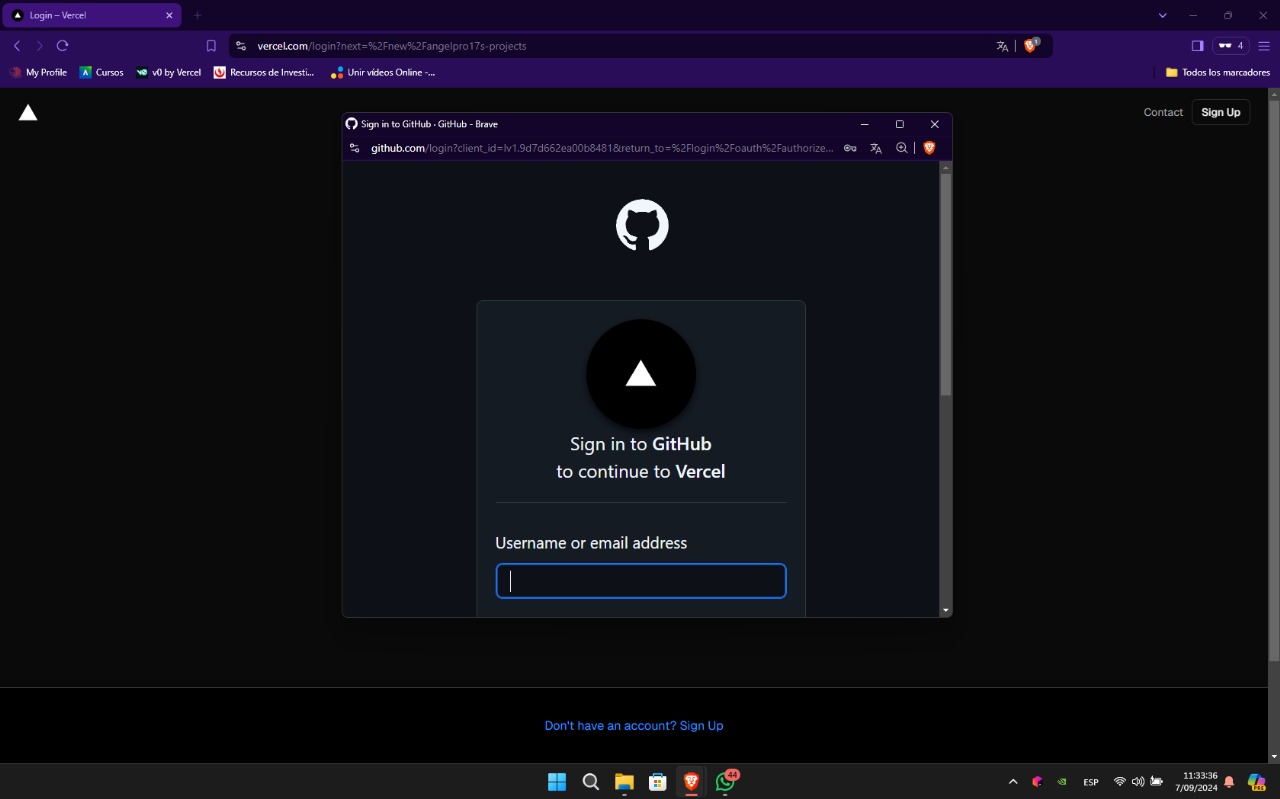 Login – Vercel
vercel.com/login?next=%2Fnew%2Fangelpro17s-projects
1
4
My Profile
Cursos
v0 by Vercel
Recursos de Investi...
Unir vídeos Online -...
Todos los marcadores
Contact
Sign Up
Sign in to GitHub · GitHub - Brave
github.com/login?client_id=Iv1.9d7d662ea00b8481&return_to=%2Flogin%2Foauth%2Fauthorize...
Sign in to GitHub
to continue to Vercel
Username or email address
Don't have an account? Sign Up
44
ESP
11:33:36
7/09/2024
PRE